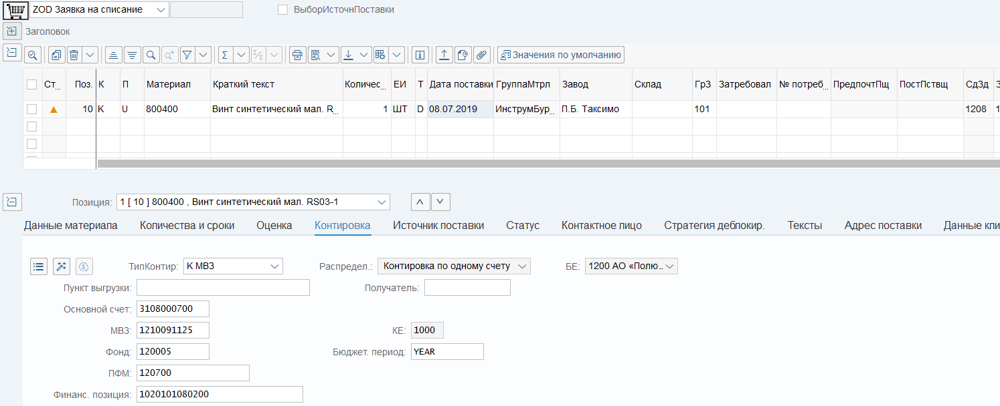 ZOD Заявка на списание ВыборИсточнПоставки
Заголовок
Значения по умолчанию
Ст... Поз. К П Материал Краткий текст Количес... ЕИ Т Дата поставки ГруппаМтрл Завод Склад ГрЗ Затребовал № потреб... ПредпочтПщ ПостПствщ СдЗд
10 K U 800400 Винт синтетический мал. R... 1 ШТ D 08.07.2019 ИнструмБур... П.Б. Таксимо 101 1208
Позиция: 1 [ 10 ] 800400 , Винт синтетический мал. RS03-1
Данные материала Количества и сроки Оценка Контировка Источник поставки Статус Контактное лицо Стратегия деблокир. Тексты Адрес поставки Данные кли
ТипКонтир: K МВЗ Распредел.: Контировка по одному счету БЕ: 1200 АО «Полю...
Пункт выгрузки: Получатель:
Основной счет: 3108000700
МВЗ: 1210091125 КЕ: 1000
Фонд: 120005 Бюджет. период: YEAR
ПФМ: 120700
Финанс. позиция: 1020101080200